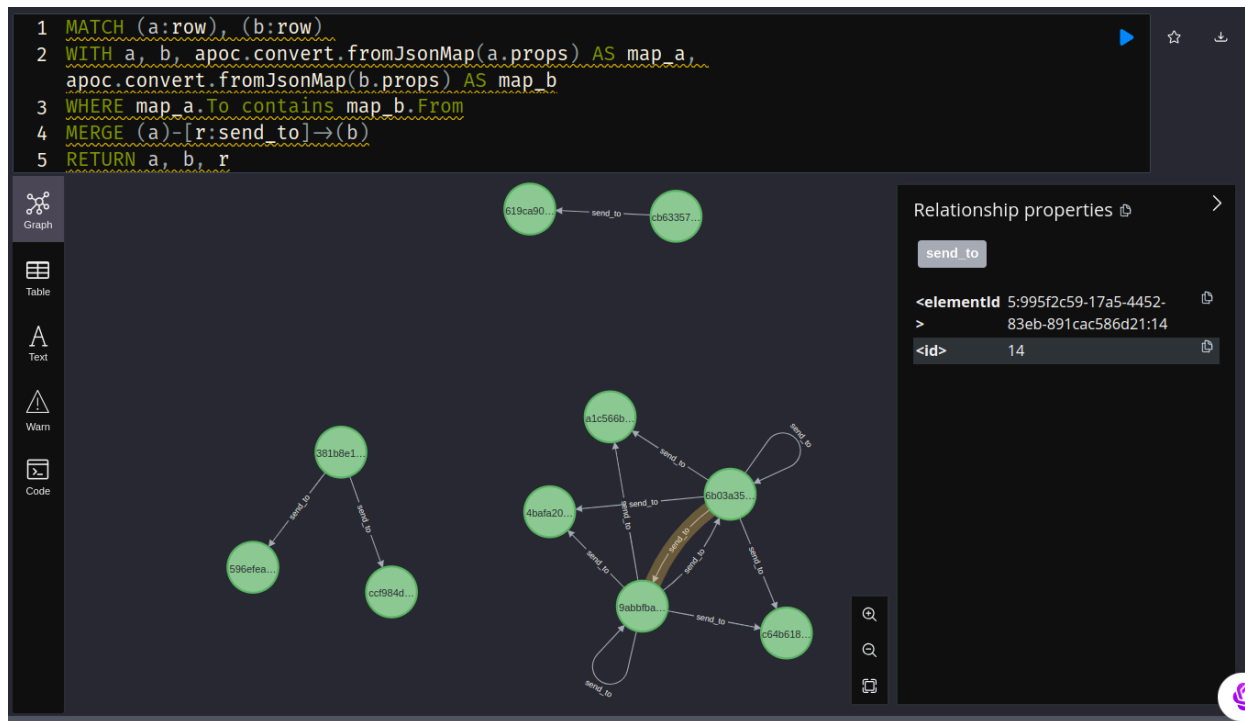 1 MATCH (a:row), (b:row)
2 WITH a, b, apoc.convert.fromJsonMap(a.props) AS map_a,
apoc.convert.fromJsonMap(b.props) AS map_b
3 WHERE map_a.To contains map_b.From
4 MERGE (a)-[r:send_to]→(b)
5 RETURN a, b, r
Graph
Table
Text
Warn
Code
619ca90...
send_to
cb63357...
381b8e1...
send_to
send_to
596efea...
ccf984d...
a1c566b...
send_to
send_to
6b03a35...
4bafa20...
send_to
send_to
send_to
send_to
send_to
send_to
9abbfba...
send_to
c64b618...
send_to
Relationship properties
send_to
<elementId
>
5:995f2c59-17a5-4452-
83eb-891cac586d21:14
<id> 14